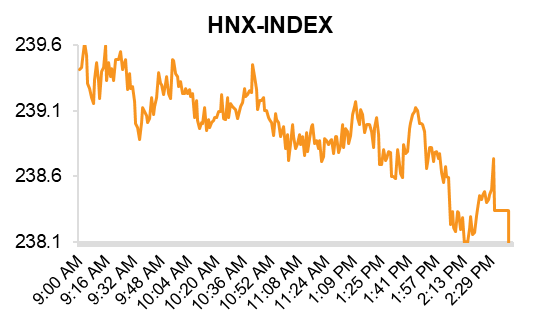 HNX-INDEX
239.6
239.1
238.6
238.1
9:00 AM
9:16 AM
9:32 AM
9:48 AM
10:04 AM
10:20 AM
10:36 AM
10:52 AM
11:08 AM
11:24 AM
1:09 PM
1:25 PM
1:41 PM
1:57 PM
2:13 PM
2:29 PM